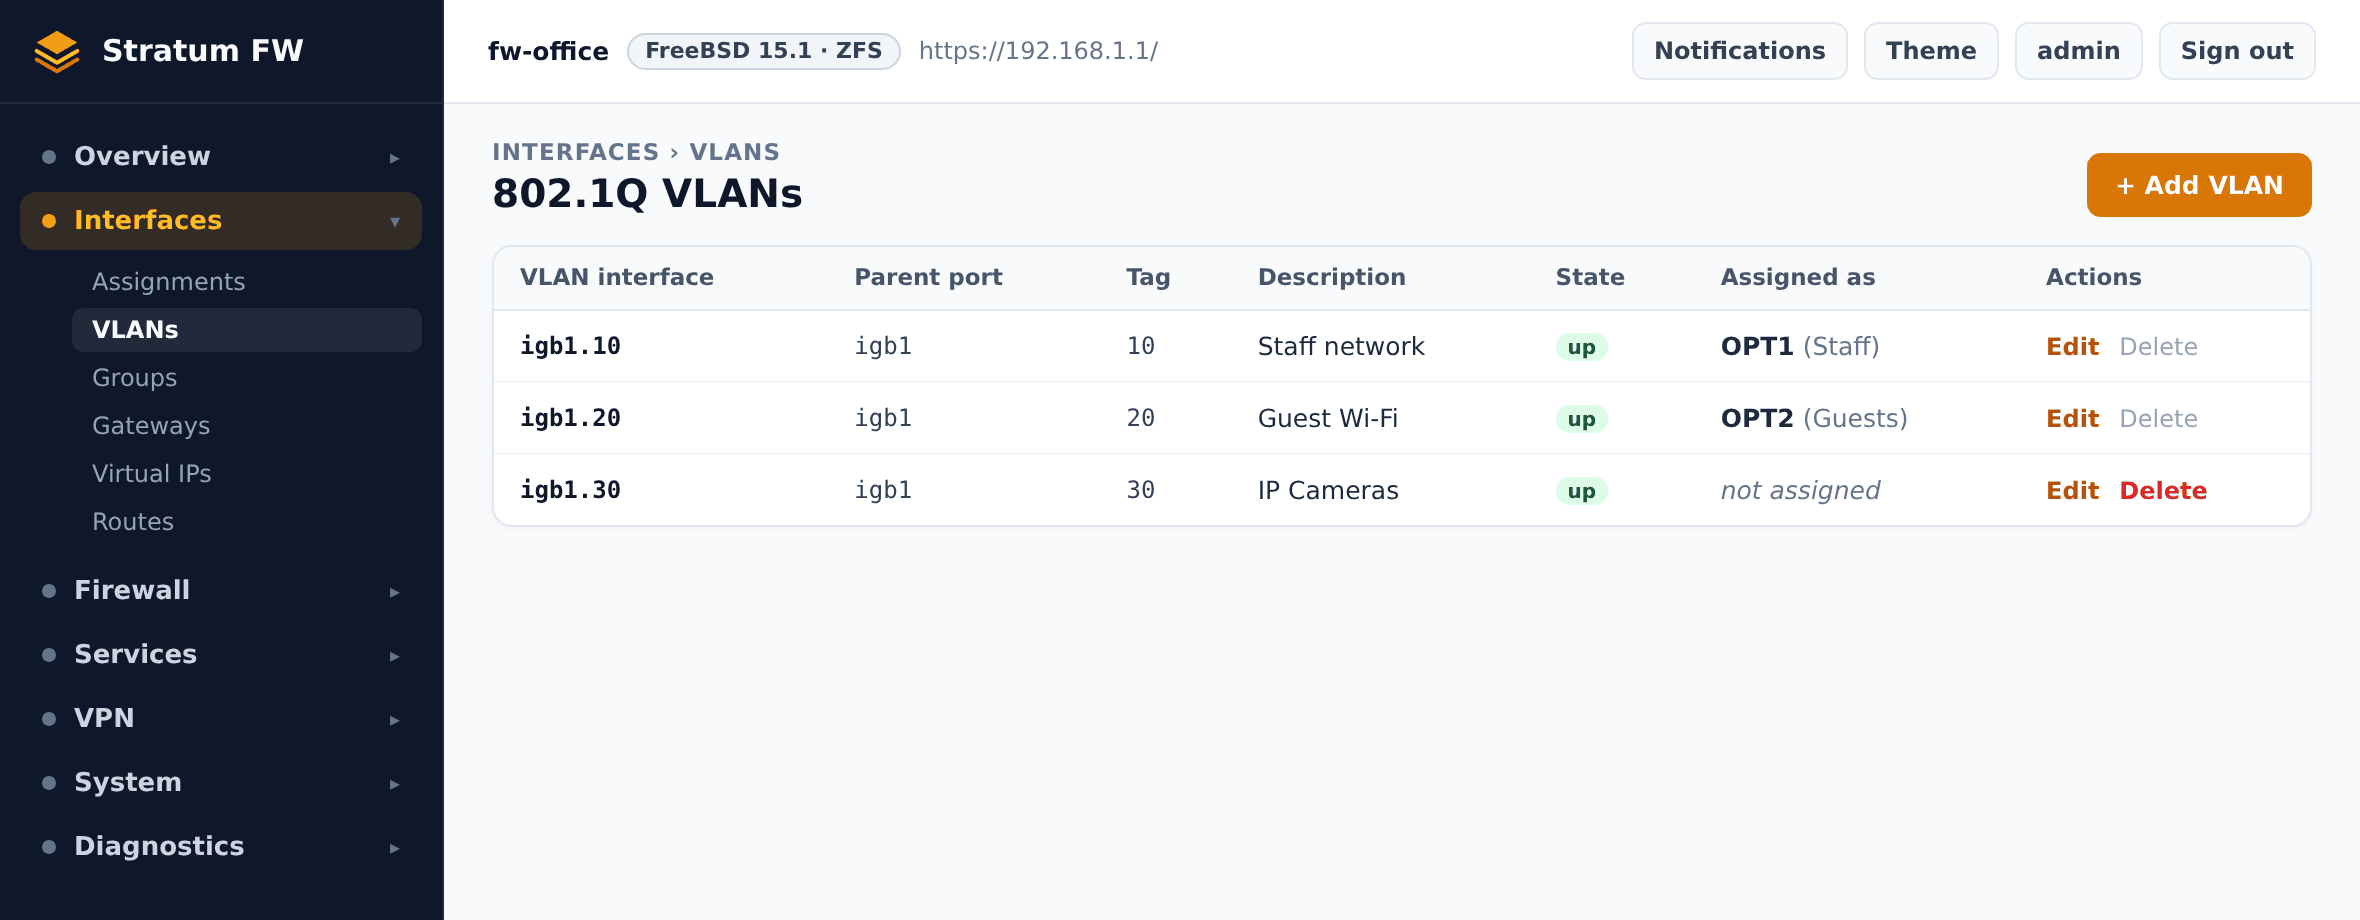 Stratum FW
fw-office FreeBSD 15.1 · ZFS https://192.168.1.1/ Notifications Theme admin Sign out
Overview ▸
Interfaces ▾
Assignments
VLANs
Groups
Gateways
Virtual IPs
Routes
Firewall ▸
Services ▸
VPN ▸
System ▸
Diagnostics ▸
INTERFACES › VLANS
802.1Q VLANs
+ Add VLAN
VLAN interface Parent port Tag Description State Assigned as Actions
igb1.10 igb1 10 Staff network up OPT1 (Staff) Edit Delete
igb1.20 igb1 20 Guest Wi-Fi up OPT2 (Guests) Edit Delete
igb1.30 igb1 30 IP Cameras up not assigned Edit Delete